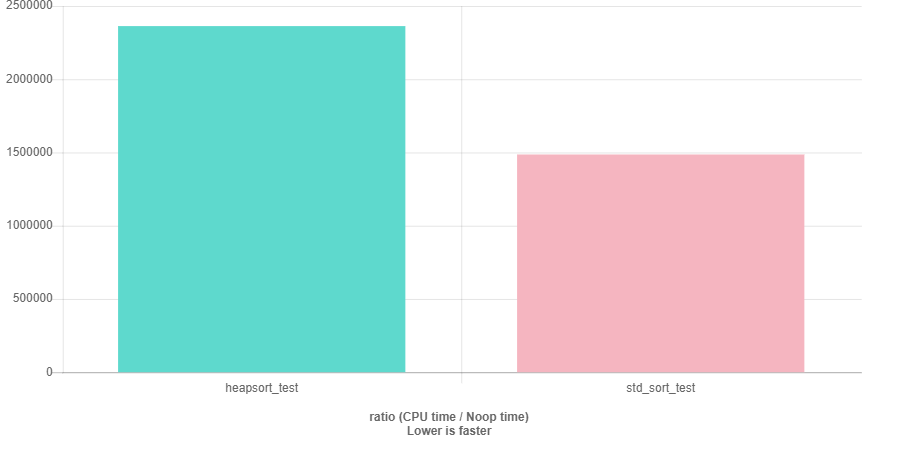 2500000
2000000
1500000
1000000
500000
0
heapsort_test std_sort_test
ratio (CPU time / Noop time)
Lower is faster